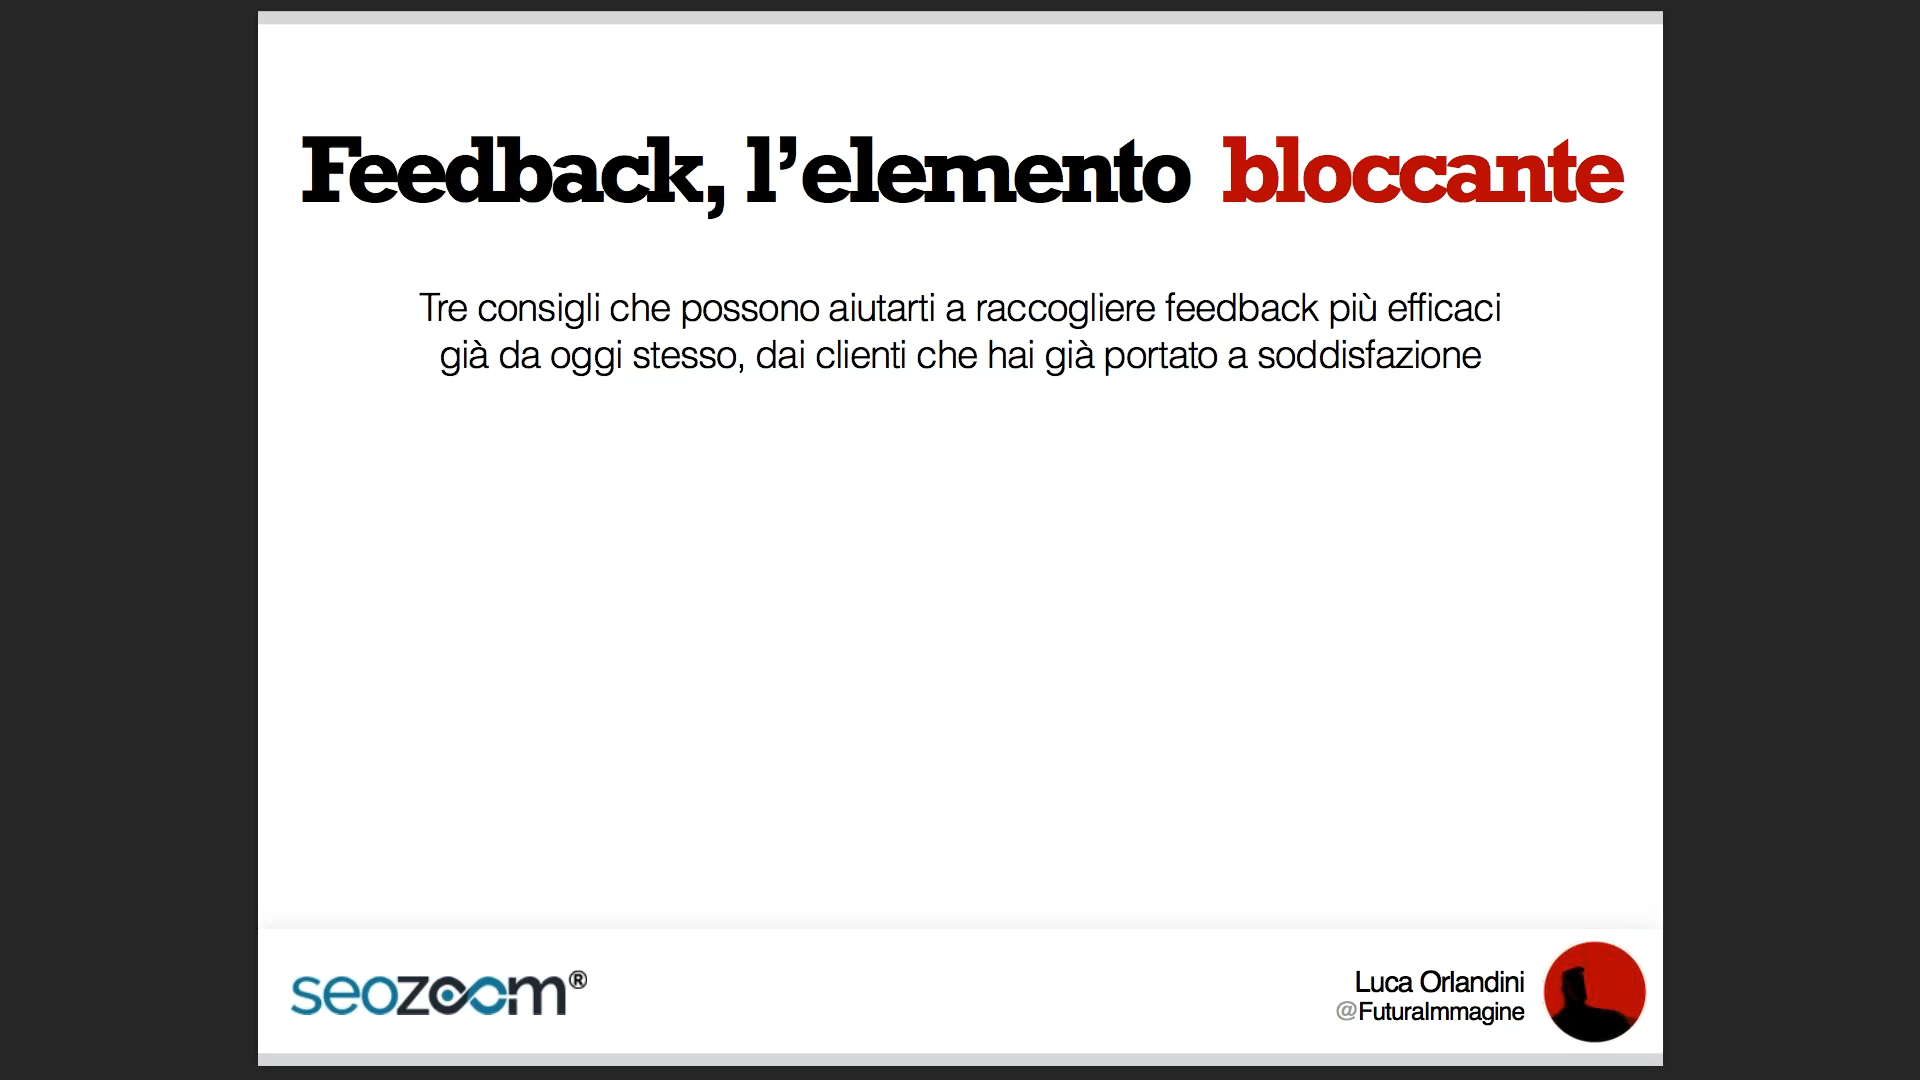 Feedback, l’elemento bloccante
Tre consigli che possono aiutarti a raccogliere feedback più efficaci
già da oggi stesso, dai clienti che hai già portato a soddisfazione
seozoom®
Luca Orlandini
@FuturaImmagine